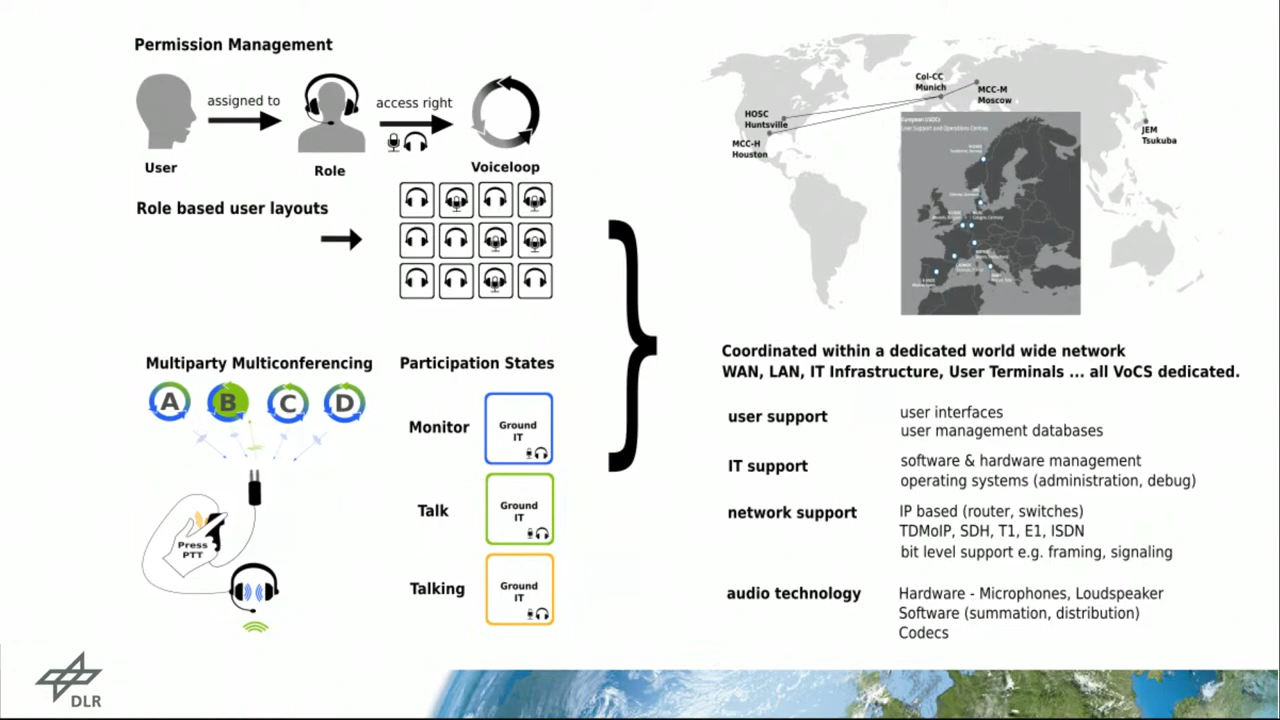 Permission Management
assigned to
access right
User
Role
Voiceloop
Role based user layouts
Multiparty Multiconferencing
A
B
C
D
Press
PTT
Participation States
Monitor
Ground
IT
Talk
Ground
IT
Talking
Ground
IT
Col-CC
Munich
MCC-M
Moscow
HOSC
Huntsville
MCC-H
Houston
JEM
Tsukuba
User Support and Operations Centres
Coordinated within a dedicated world wide network
WAN, LAN, IT Infrastructure, User Terminals ... all VoCS dedicated.
user support
user interfaces
user management databases
IT support
software & hardware management
operating systems (administration, debug)
network support
IP based (router, switches)
TDMoIP, SDH, T1, E1, ISDN
bit level support e.g. framing, signaling
audio technology
Hardware - Microphones, Loudspeaker
Software (summation, distribution)
Codecs
DLR